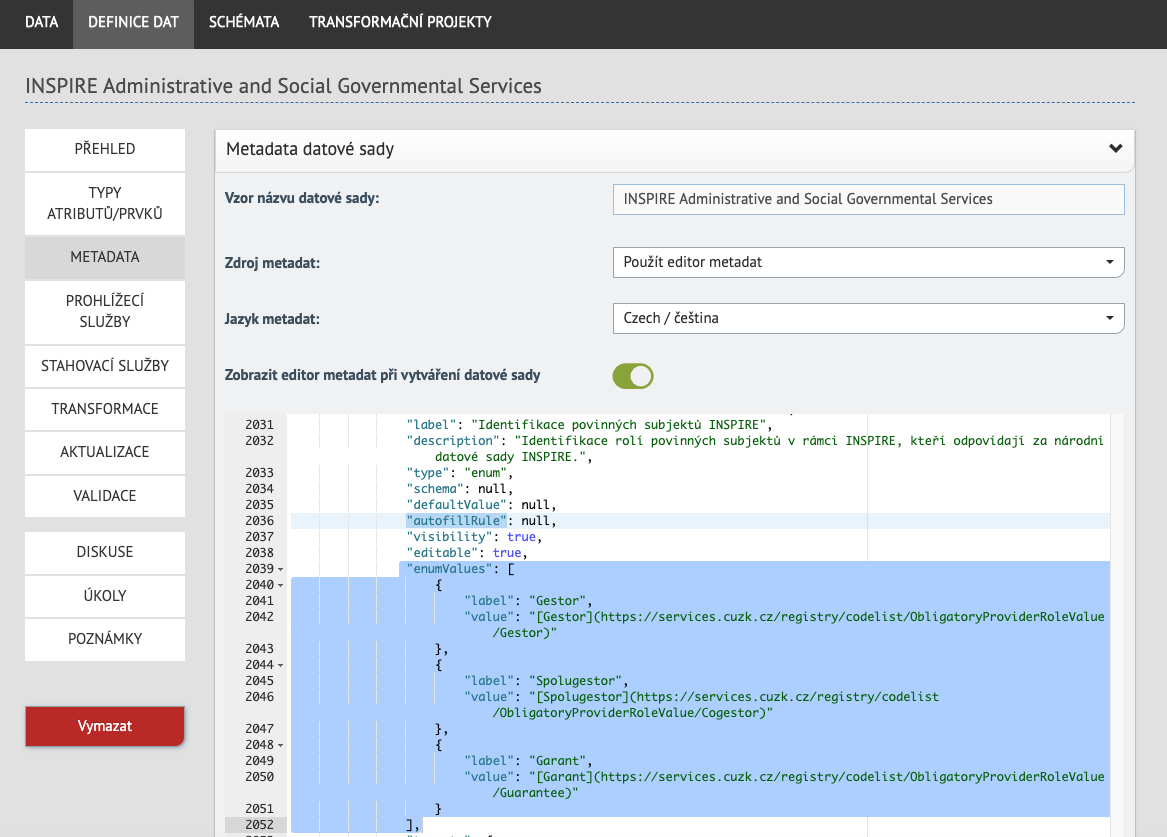 DATA DEFINICE DAT SCHÉMATA TRANSFORMAČNÍ PROJEKTY
INSPIRE Administrative and Social Governmental Services
PŘEHLED
TYPY
ATRIBUTŮ/PRVKŮ
METADATA
PROHLÍŽECÍ
SLUŽBY
STAHOVACÍ SLUŽBY
TRANSFORMACE
AKTUALIZACE
VALIDACE
DISKUSE
ÚKOLY
POZNÁMKY
Vymazat
Metadata datové sady
Vzor názvu datové sady: INSPIRE Administrative and Social Governmental Services
Zdroj metadat: Použít editor metadat
Jazyk metadat: Czech / čeština
Zobrazit editor metadat při vytváření datové sady
2031 "label": "Identifikace povinných subjektů INSPIRE",
2032 "description": "Identifikace rolí povinných subjektů v rámci INSPIRE, kteří odpovídají za národní
datové sady INSPIRE.",
2033 "type": "enum",
2034 "schema": null,
2035 "defaultValue": null,
2036 "autofillRule": null,
2037 "visibility": true,
2038 "editable": true,
2039 "enumValues": [
2040 {
2041 "label": "Gestor",
2042 "value": "[Gestor](https://services.cuzk.cz/registry/codelist/ObligatoryProviderRoleValue
/Gestor)"
2043 },
2044 {
2045 "label": "Spolugestor",
2046 "value": "[Spolugestor](https://services.cuzk.cz/registry/codelist
/ObligatoryProviderRoleValue/Cogestor)"
2047 },
2048 {
2049 "label": "Garant",
2050 "value": "[Garant](https://services.cuzk.cz/registry/codelist/ObligatoryProviderRoleValue
/Guarantee)"
2051 }
2052 ],